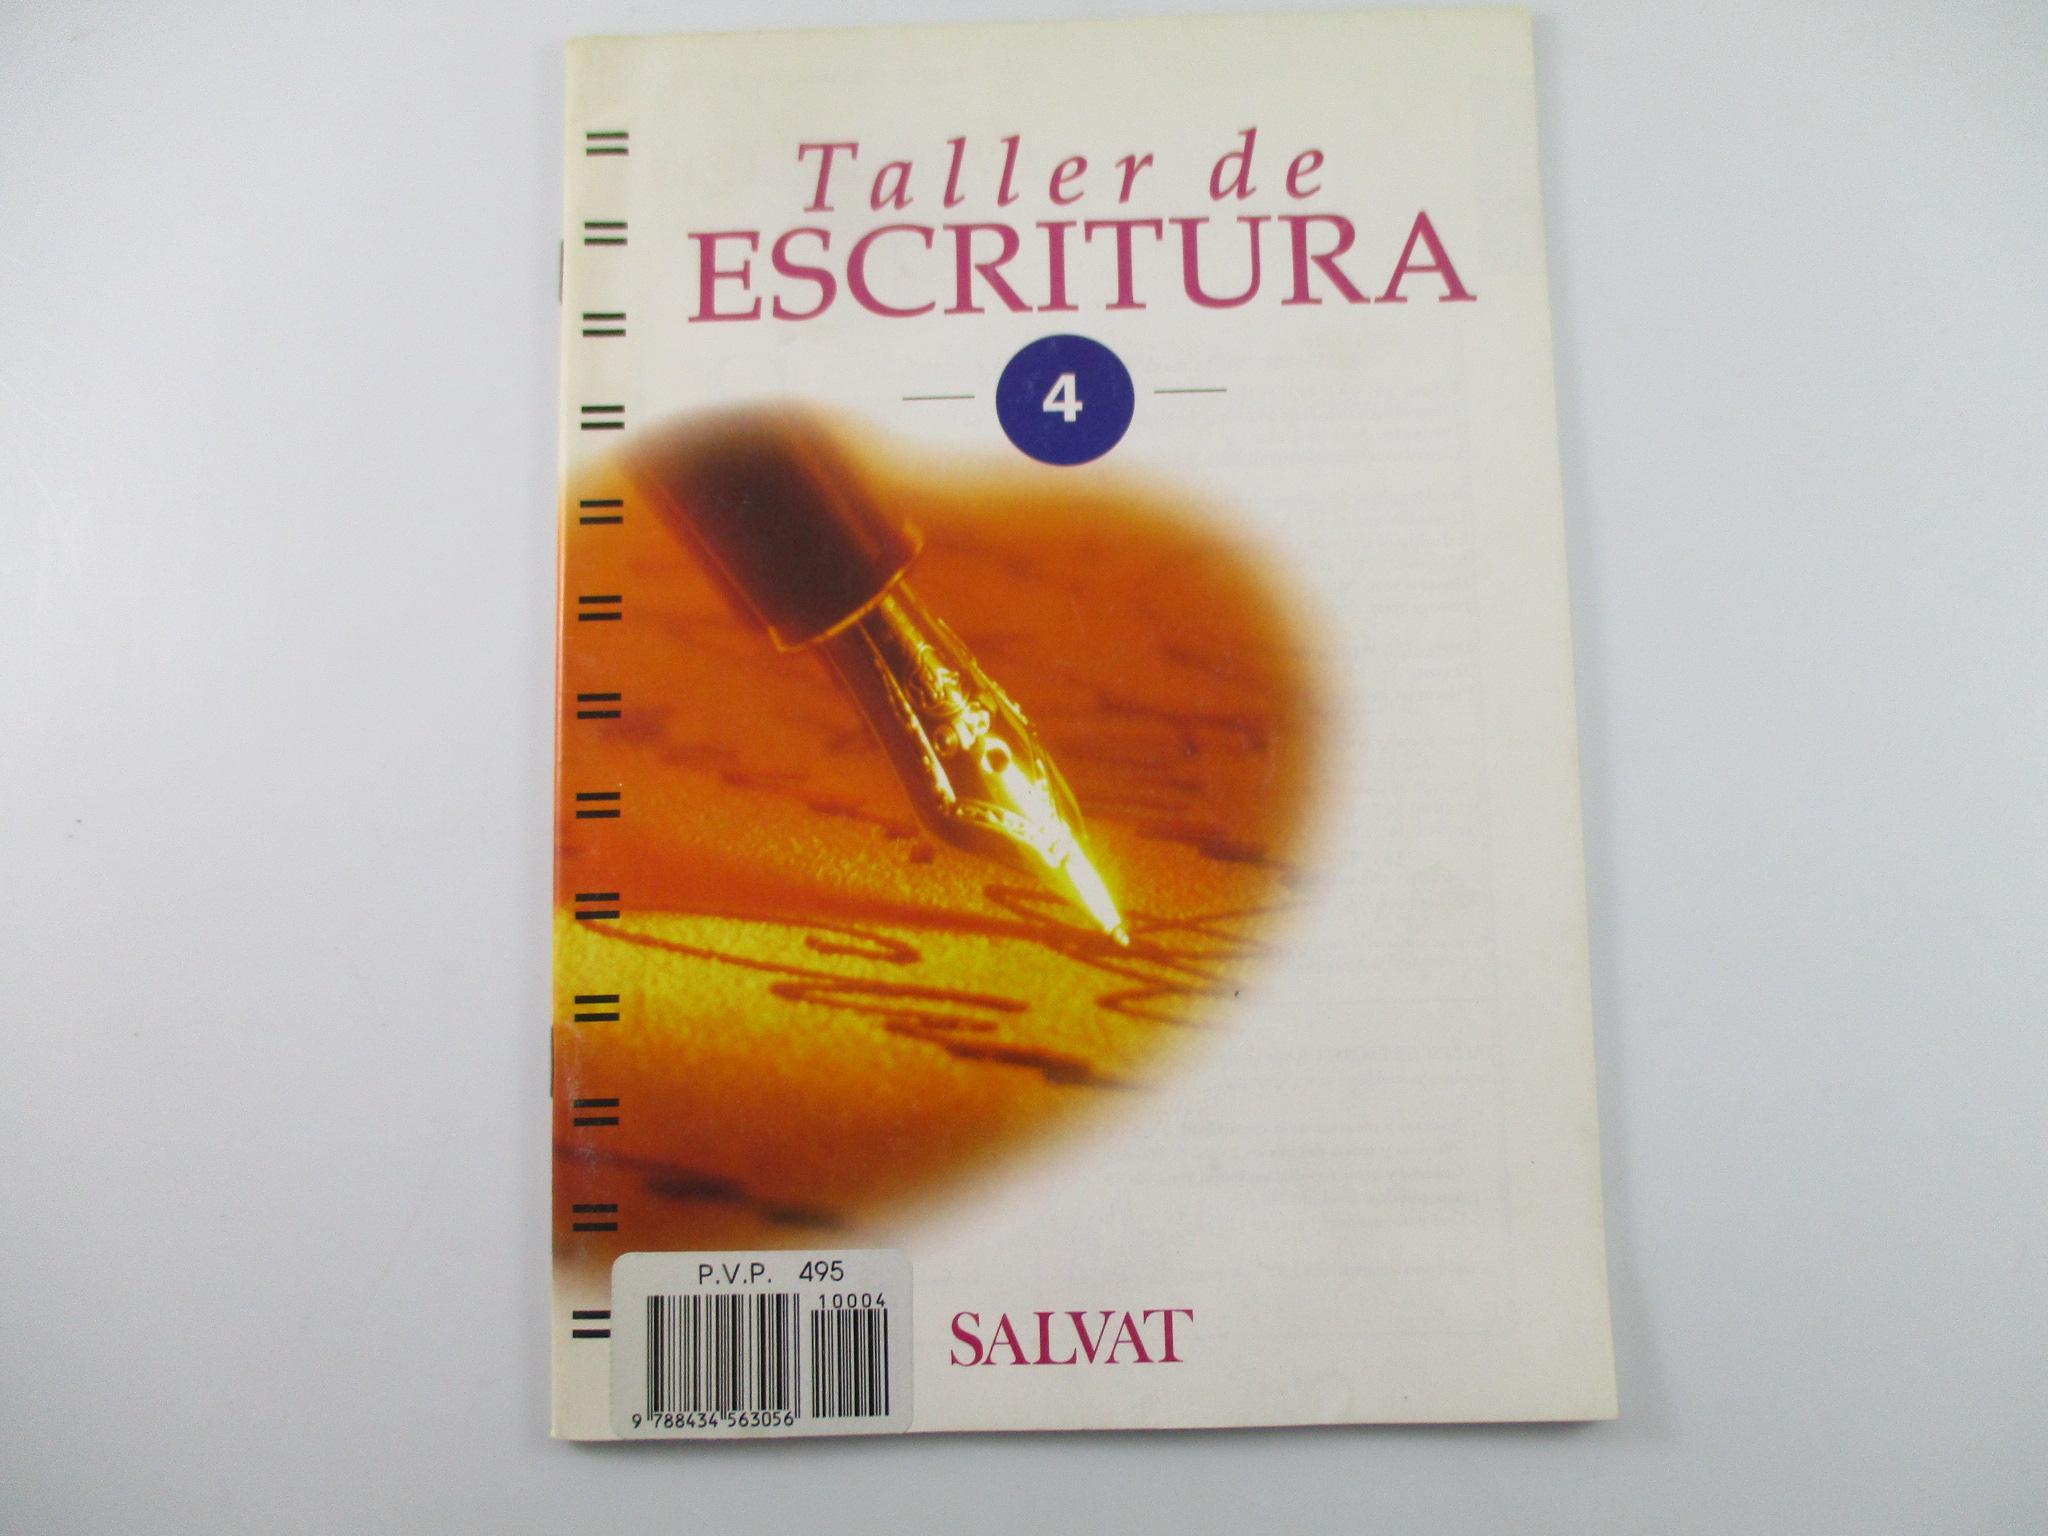 Taller de
ESCRITURA
4
P.V.P. 495
10004
9 788434 563056
SALVAT